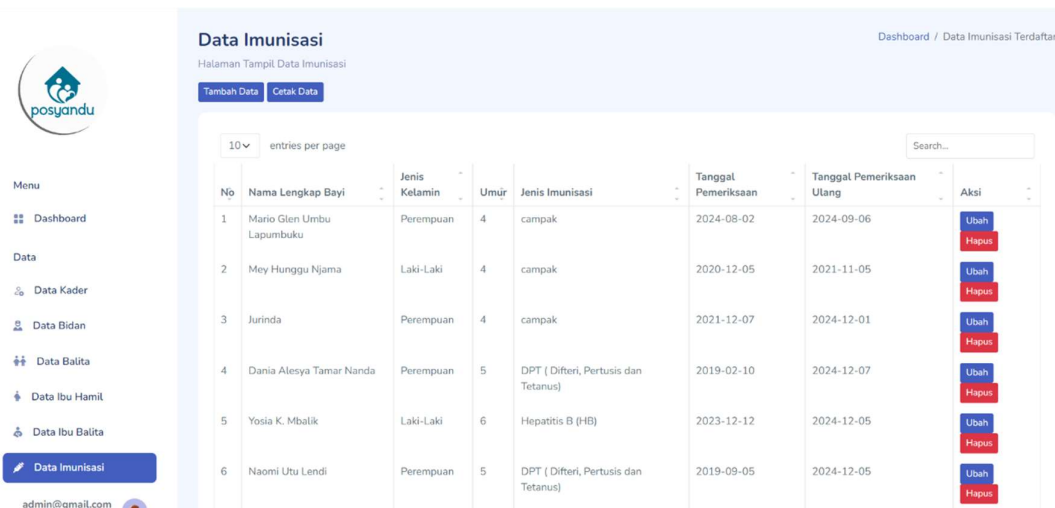 Data Imunisasi
Dashboard / Data Imunisasi Terdaftar
Halaman Tampil Data Imunisasi
Tambah Data Cetak Data
posyandu
10 entries per page Search...
Menu
Dashboard
Data
Data Kader
Data Bidan
Data Balita
Data Ibu Hamil
Data Ibu Balita
Data Imunisasi
admin@gmail.com
No Nama Lengkap Bayi Jenis Kelamin Umur Jenis Imunisasi Tanggal Pemeriksaan Tanggal Pemeriksaan Ulang Aksi
1 Mario Glen Umbu Perempuan 4 campak 2024-08-02 2024-09-06 Ubah
Lapumbuku Hapus
2 Mey Hunggu Njama Laki-Laki 4 campak 2020-12-05 2021-11-05 Ubah
Hapus
3 Jurinda Perempuan 4 campak 2021-12-07 2024-12-01 Ubah
Hapus
4 Dania Alesya Tamar Nanda Perempuan 5 DPT ( Difteri, Pertusis dan 2019-02-10 2024-12-07 Ubah
Tetanus) Hapus
5 Yosia K. Mbalik Laki-Laki 6 Hepatitis B (HB) 2023-12-12 2024-12-05 Ubah
Hapus
6 Naomi Utu Lendi Perempuan 5 DPT ( Difteri, Pertusis dan 2019-09-05 2024-12-05 Ubah
Tetanus) Hapus